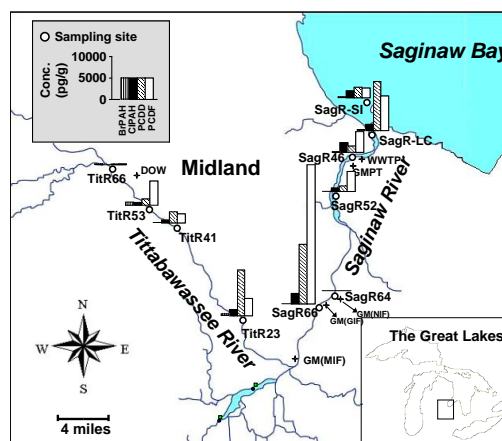 Sampling site
Conc.
(pg/g)
10000
5000
0
BrPAH
ClPAH
PCDD
PCDF
Saginaw Bay
SagR-SI
SagR-LC
SagR46
WWTP1
GMPT
SagR52
Saginaw River
TitR66
DOW
Midland
TitR53
TitR41
Tittabawassee River
TitR23
SagR66
SagR64
GM(GIF)
GM(NIF)
GM(MIF)
N
W
E
S
4 miles
The Great Lakes